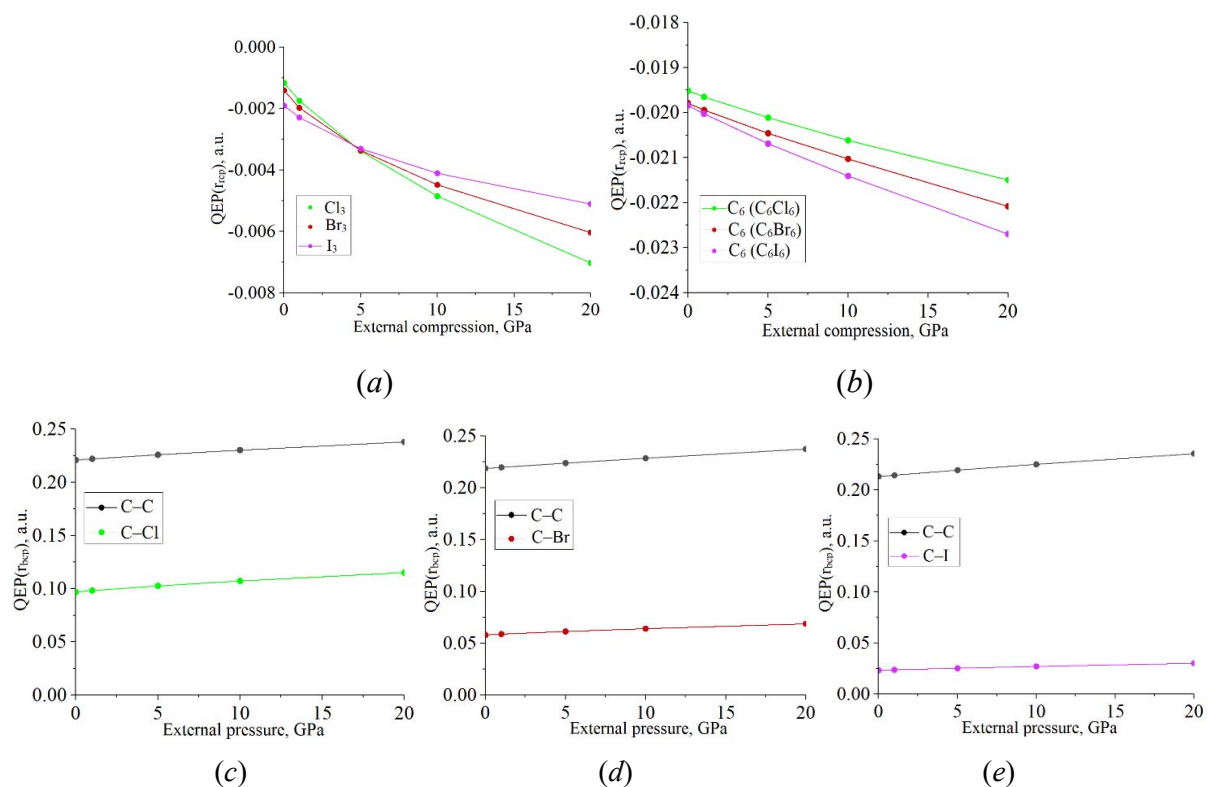 0.000
-0.002
-0.004
-0.006
-0.008
QEP(r_rcp), a.u.
Cl₃
Br₃
I₃
0 5 10 15 20
External compression, GPa
(a)
-0.018
-0.019
-0.020
-0.021
-0.022
-0.023
-0.024
QEP(r_rcp), a.u.
C₆ (C₆Cl₆)
C₆ (C₆Br₆)
C₆ (C₆I₆)
0 5 10 15 20
External compression, GPa
(b)
0.25
0.20
0.15
0.10
0.05
0.00
QEP(r_bcp), a.u.
C–C
C–Cl
0 5 10 15 20
External pressure, GPa
(c)
0.25
0.20
0.15
0.10
0.05
0.00
QEP(r_bcp), a.u.
C–C
C–Br
0 5 10 15 20
External pressure, GPa
(d)
0.25
0.20
0.15
0.10
0.05
0.00
QEP(r_bcp), a.u.
C–C
C–I
0 5 10 15 20
External pressure, GPa
(e)